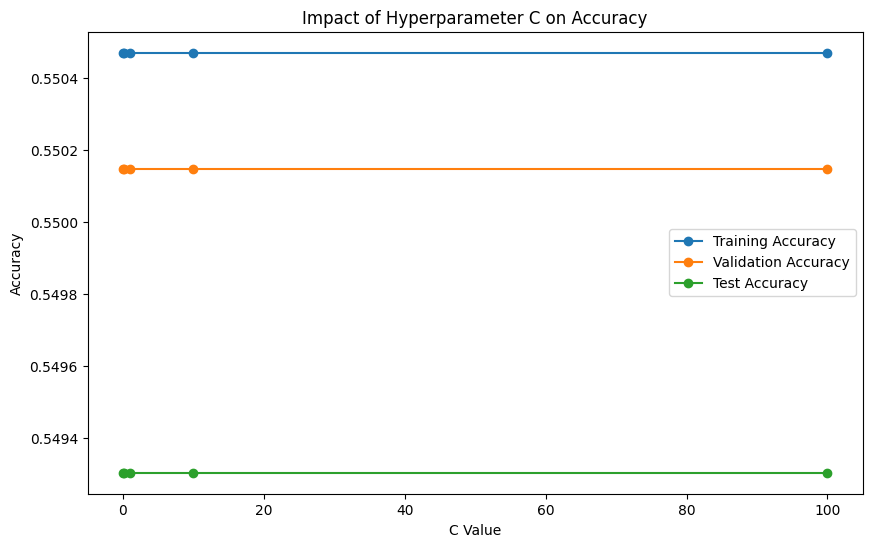 Impact of Hyperparameter C on Accuracy
0.5504
0.5502
0.5500
0.5498
0.5496
0.5494
Accuracy
Training Accuracy
Validation Accuracy
Test Accuracy
0 20 40 60 80 100
C Value